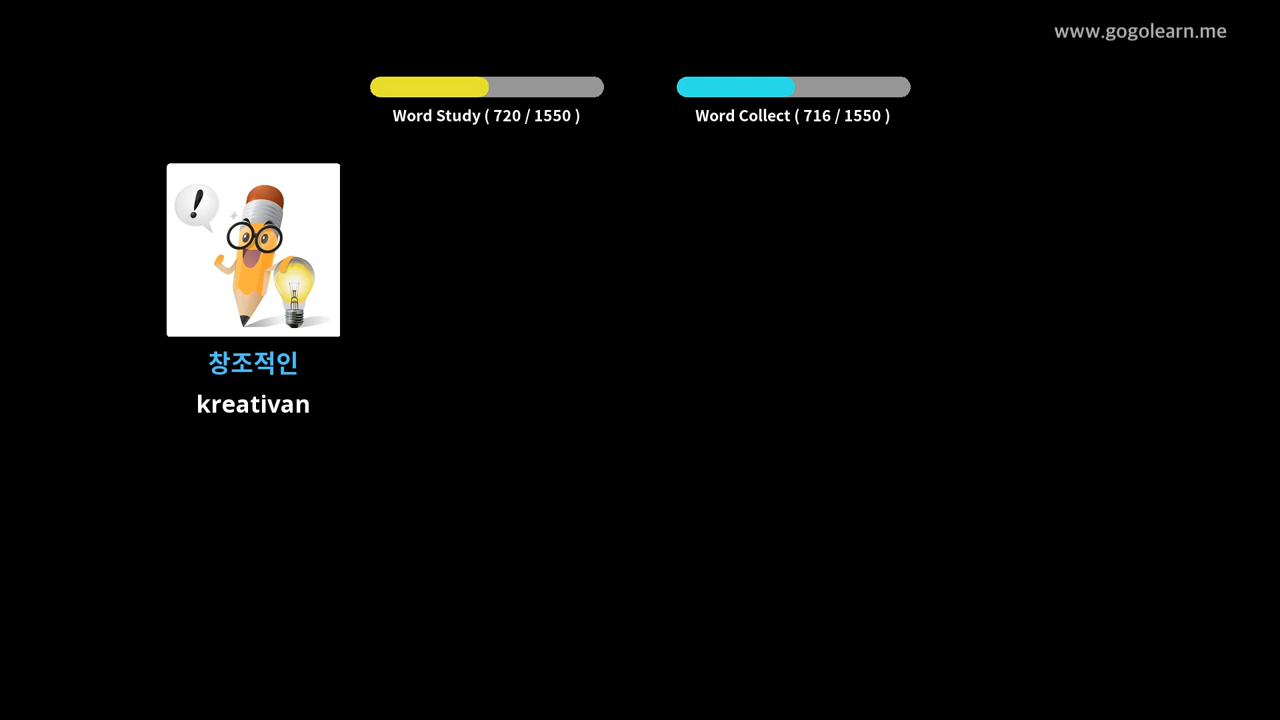 www.gogolearn.me
Word Study ( 720 / 1550 )
Word Collect ( 716 / 1550 )
!
창조적인
kreativan